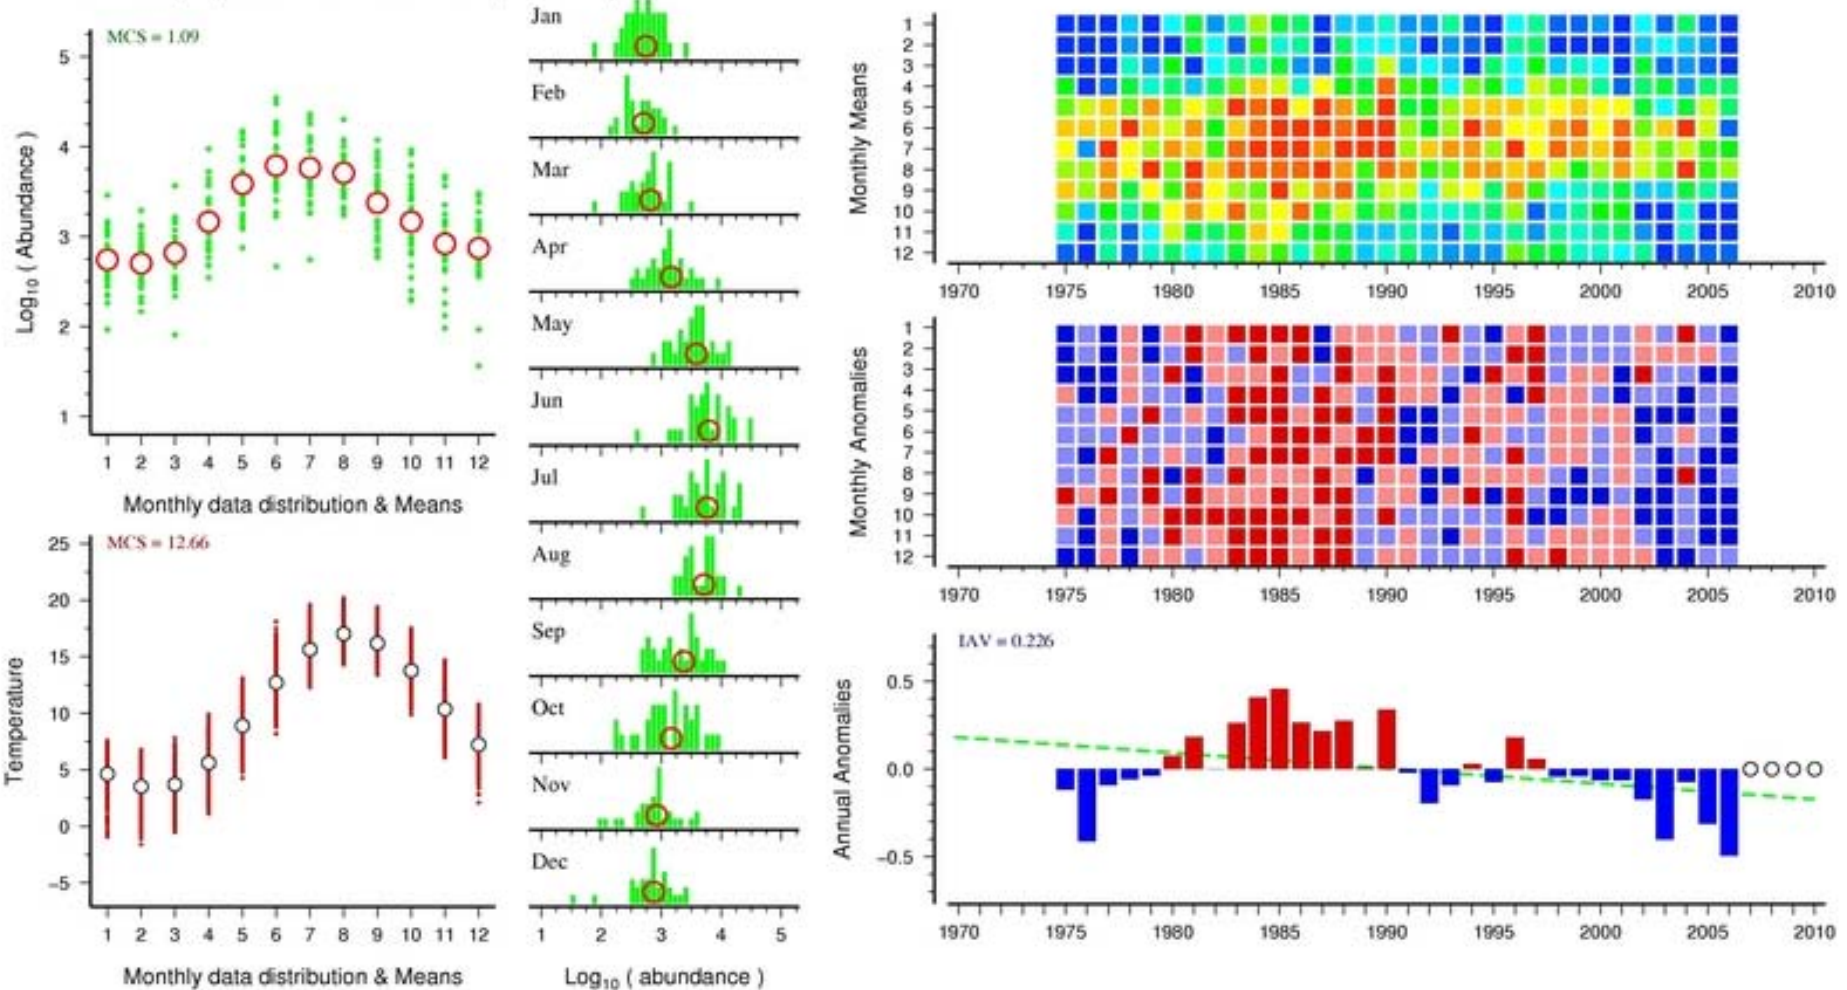 MCS = 1.09
5
4
3
2
1
Log10 ( Abundance )
1 2 3 4 5 6 7 8 9 10 11 12
Monthly data distribution & Means
MCS = 12.66
25
20
15
10
5
0
−5
Temperature
1 2 3 4 5 6 7 8 9 10 11 12
Monthly data distribution & Means
Jan
Feb
Mar
Apr
May
Jun
Jul
Aug
Sep
Oct
Nov
Dec
1 2 3 4 5
Log10 ( abundance )
Monthly Means
1
2
3
4
5
6
7
8
9
10
11
12
1970 1975 1980 1985 1990 1995 2000 2005 2010
Monthly Anomalies
1
2
3
4
5
6
7
8
9
10
11
12
1970 1975 1980 1985 1990 1995 2000 2005 2010
IAV = 0.226
Annual Anomalies
0.5
0.0
−0.5
1970 1975 1980 1985 1990 1995 2000 2005 2010